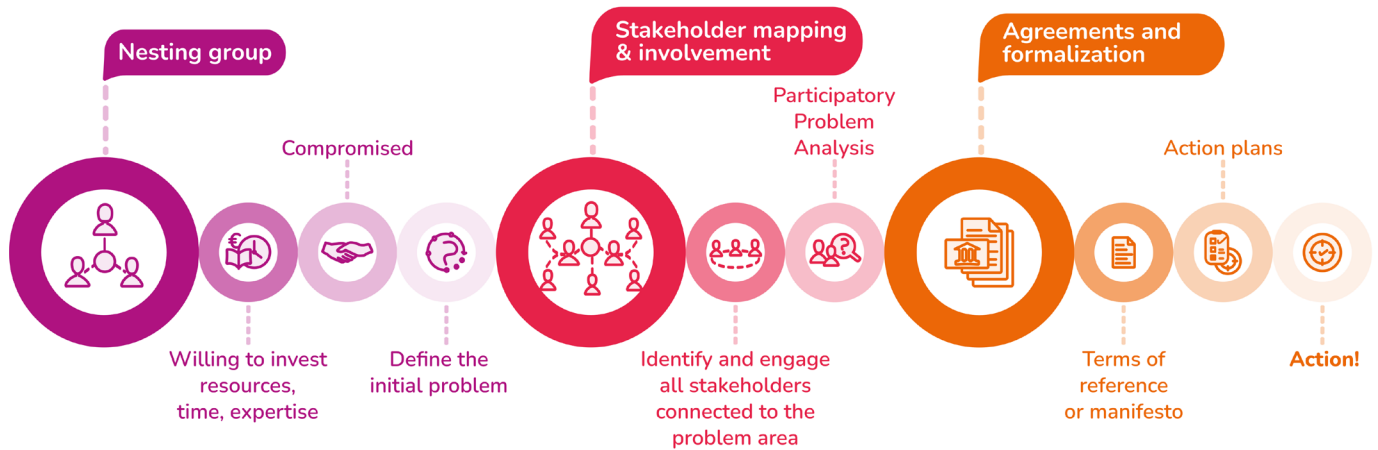 Nesting group
Compromised
Willing to invest
resources,
time, expertise
Define the
initial problem
Stakeholder mapping
& involvement
Participatory
Problem
Analysis
Identify and engage
all stakeholders
connected to the
problem area
Agreements and
formalization
Action plans
Terms of
reference
or manifesto
Action!